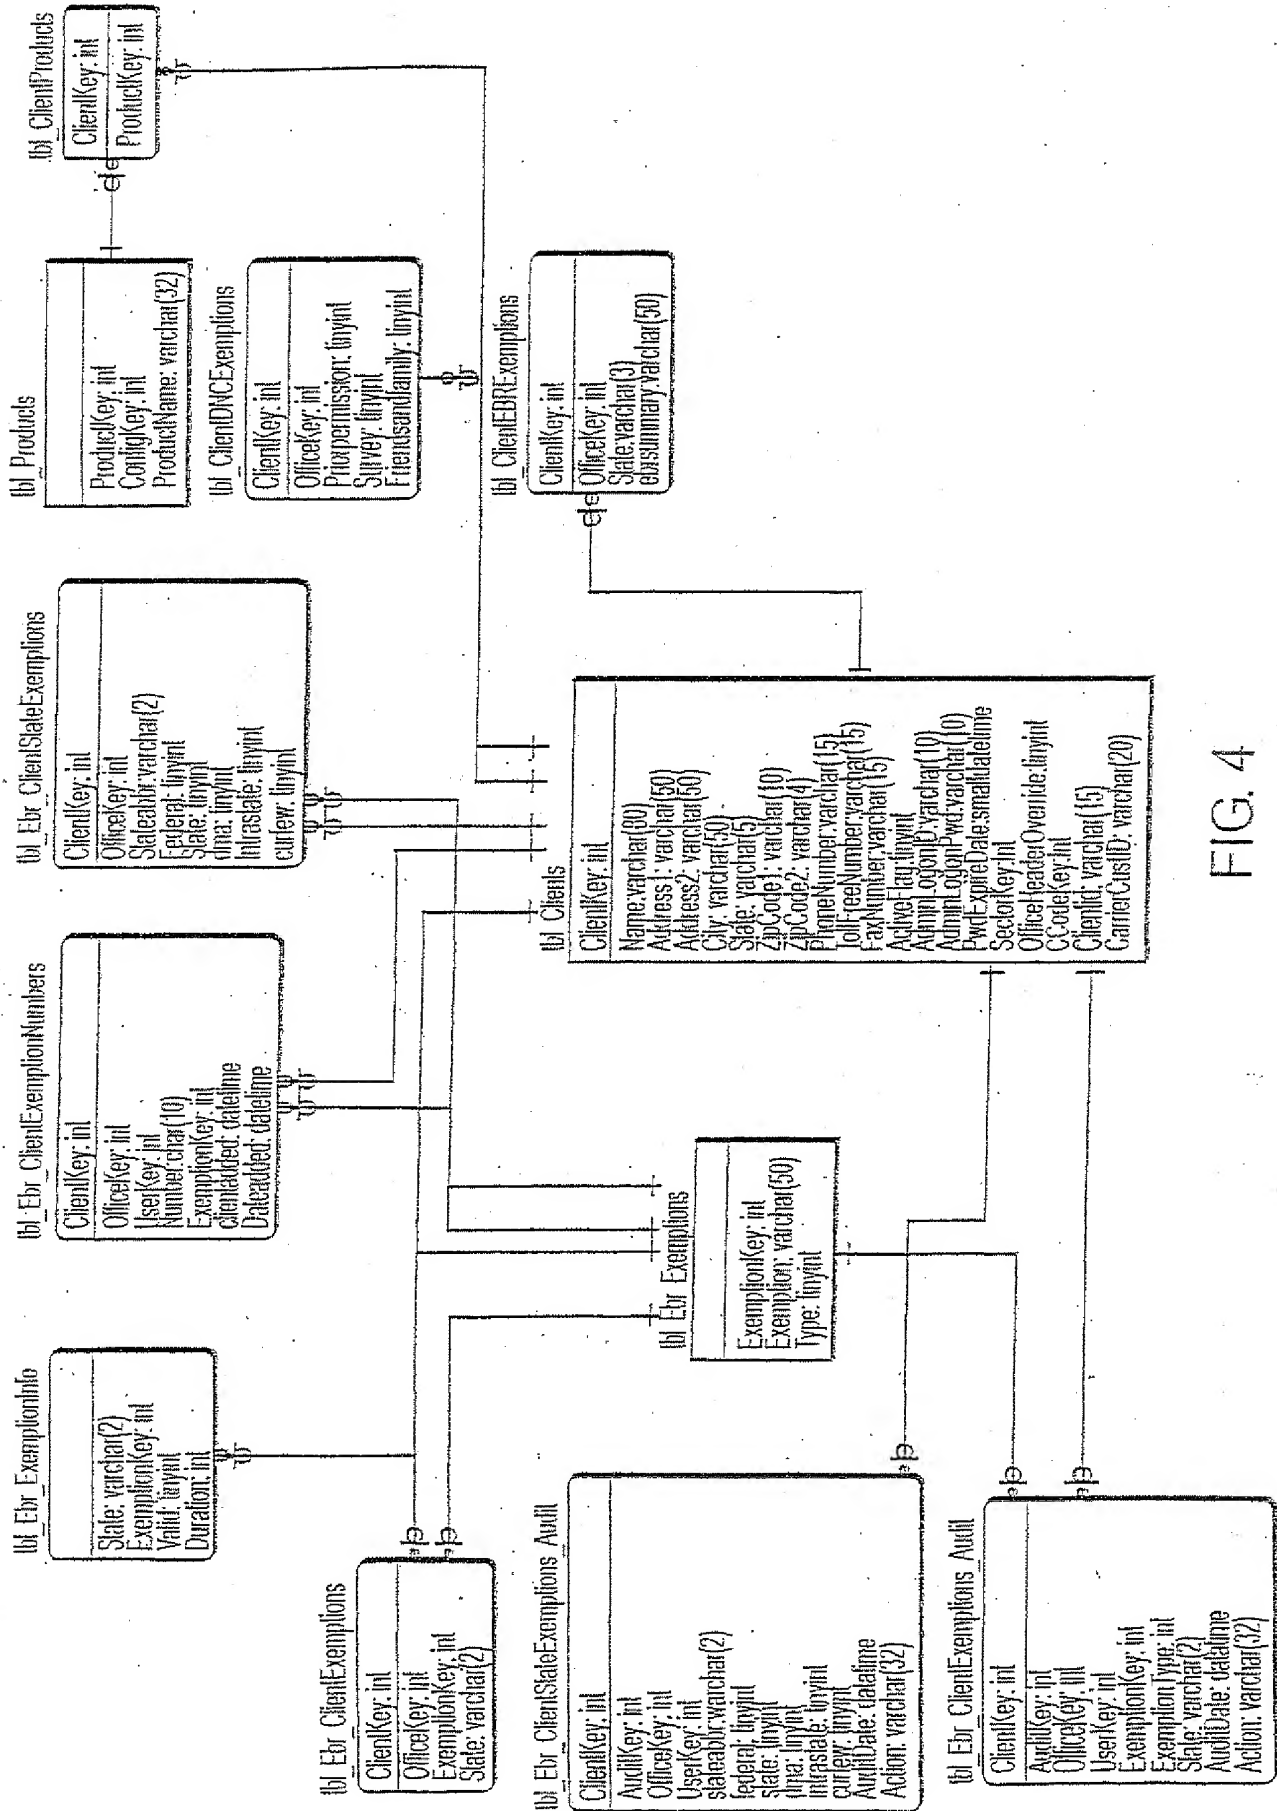 tbl_Ebr_ExemptionInfo
State: varchar(2)
ExemptionKey: int
Valid: tinyint
Duration: int
tbl_Ebr_ClientExemptionNumbers
ClientKey: int
OfficeKey: int
UserKey: int
Number:char(10)
ExemptionKey: int
clientadded: datetime
Dateadded: datetime
tbl_Ebr_ClientStateExemptions
ClientKey: int
OfficeKey: int
Stateabbr:varchar(2)
Federal: tinyint
State: tinyint
dma: tinyint
Intrastate: tinyint
curfew: tinyint
tbl_Products
ProductKey: int
ConfigKey: int
ProductName: varchar(32)
tbl_ClientProducts
ClientKey: int
ProductKey: int
tbl_ClientDNCExemptions
ClientKey: int
OfficeKey: int
Priorpermission: tinyint
Survey: tinyint
Friendsandfamily: tinyint
tbl_ClientEBRExemptions
ClientKey: int
OfficeKey: int
State:varchar(3)
ebrsummary:varchar(50)
tbl_Ebr_ClientExemptions
ClientKey: int
OfficeKey: int
ExemptionKey: int
State: varchar(2)
tbl_Ebr_Exemptions
ExemptionKey: int
Exemption: varchar(50)
Type: tinyint
tbl_Clients
ClientKey: int
Name:varchar(80)
Address1: varchar(50)
Address2: varchar(50)
City: varchar(50)
State: varchar(5)
ZipCode1: varchar(10)
ZipCode2: varchar(4)
PhoneNumber:varchar(15)
TollFreeNumber:varchar(15)
FaxNumber:varchar(15)
ActiveFlag:tinyint
AdminLogonID:varchar(10)
AdminLogonPwd:varchar(10)
PwdExpireDate:smalldatetime
SectorKey:int
OfficeHeaderOverride:tinyint
CCodeKey:int
ClientId: varchar(15)
CarrierCustID: varchar(20)
tbl_Ebr_ClientStateExemptions_Audit
ClientKey: int
AuditKey: int
OfficeKey: int
UserKey: int
stateabbr:varchar(2)
federal: tinyint
state: tinyint
dma: tinyint
intrastate: tinyint
curfew: tinyint
AuditDate: datatime
Action: varchar(32)
tbl_Ebr_ClientExemptions_Audit
ClientKey: int
AuditKey: int
OfficeKey: int
UserKey: int
ExemptionKey: int
ExemptionType: int
State: varchar(2)
AuditDate: datatime
Action: varchar(32)
FIG. 4